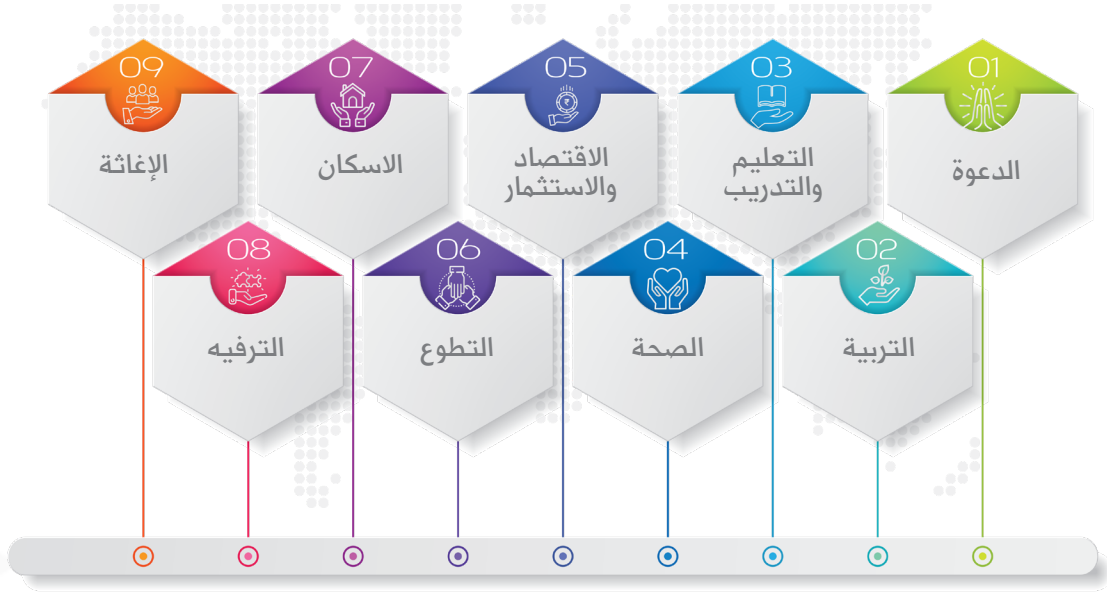 01
الدعوة
02
التربية
03
التعليم
والتدريب
04
الصحة
05
الاقتصاد
والاستثمار
06
التطوع
07
الاسكان
08
الترفيه
09
الإغاثة